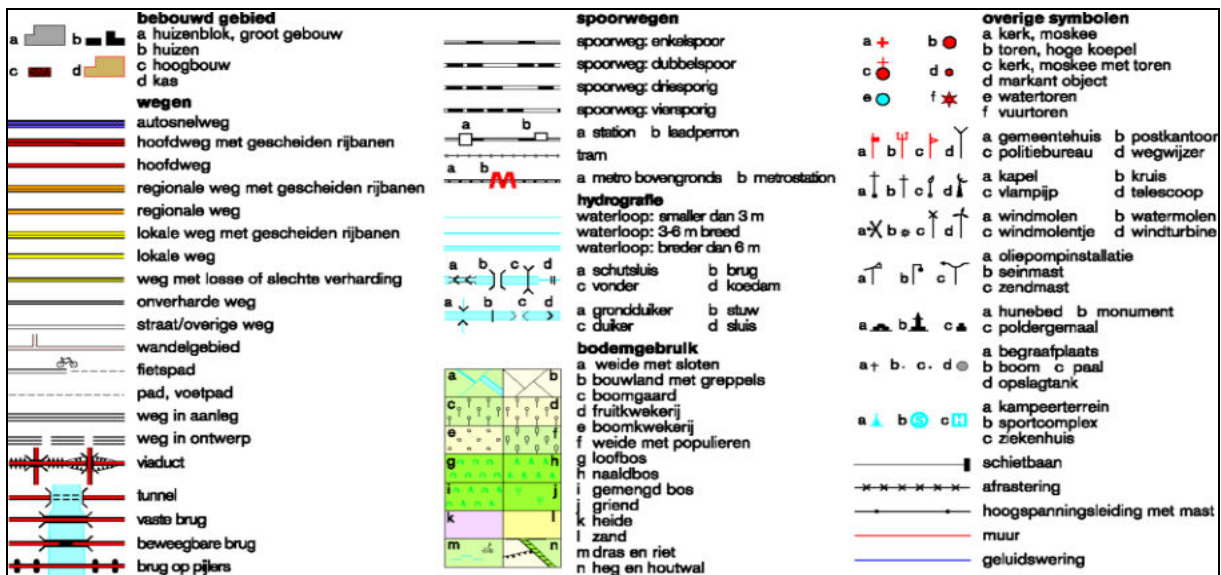 bebouwd gebied
a b a huizenblok, groot gebouw
b huizen
c d c hoogbouw
d kas
wegen
autosnelweg
hoofdweg met gescheiden rijbanen
hoofdweg
regionale weg met gescheiden rijbanen
regionale weg
lokale weg met gescheiden rijbanen
lokale weg
weg met losse of slechte verharding
onverharde weg
straat/overige weg
wandelgebied
fietspad
pad, voetpad
weg in aanleg
weg in ontwerp
viaduct
tunnel
vaste brug
beweegbare brug
brug op pijlers
spoorwegen
spoorweg: enkelspoor
spoorweg: dubbelspoor
spoorweg: driesporig
spoorweg: viersporig
a b
a station b laadperron
tram
a b M
a metro bovengronds b metrostation
hydrografie
waterloop: smaller dan 3 m
waterloop: 3-6 m breed
waterloop: breder dan 6 m
a b c d
a schutsluis b brug
c vonder d koedam
a b c d
a grondduiker b stuw
c duiker d sluis
bodemgebruik
a b a weide met sloten
b bouwland met greppels
c d c boomgaard
d fruitkwekerij
e f e boomkwekerij
f weide met populieren
g h g loofbos
h naaldbos
i j i gemengd bos
j griend
k l k heide
l zand
m n m dras en riet
n heg en houtwal
overige symbolen
a b a kerk, moskee
b toren, hoge koepel
c d c kerk, moskee met toren
d markant object
e f e watertoren
f vuurtoren
a gemeentehuis b postkantoor
a b c d c politiebureau d wegwijzer
a kapel b kruis
a b c d c vlampijp d telescoop
a windmolen b watermolen
a b c d c windmolentje d windturbine
a oliepompinstallatie
a b c b seinmast
c zendmast
a hunebed b monument
a b c c poldergemaal
a begraafplaats
a b c d b boom c paal
d opslagtank
a kampeerterrein
a b S c H b sportcomplex
c ziekenhuis
schietbaan
afrastering
hoogspanningsleiding met mast
muur
geluidswering